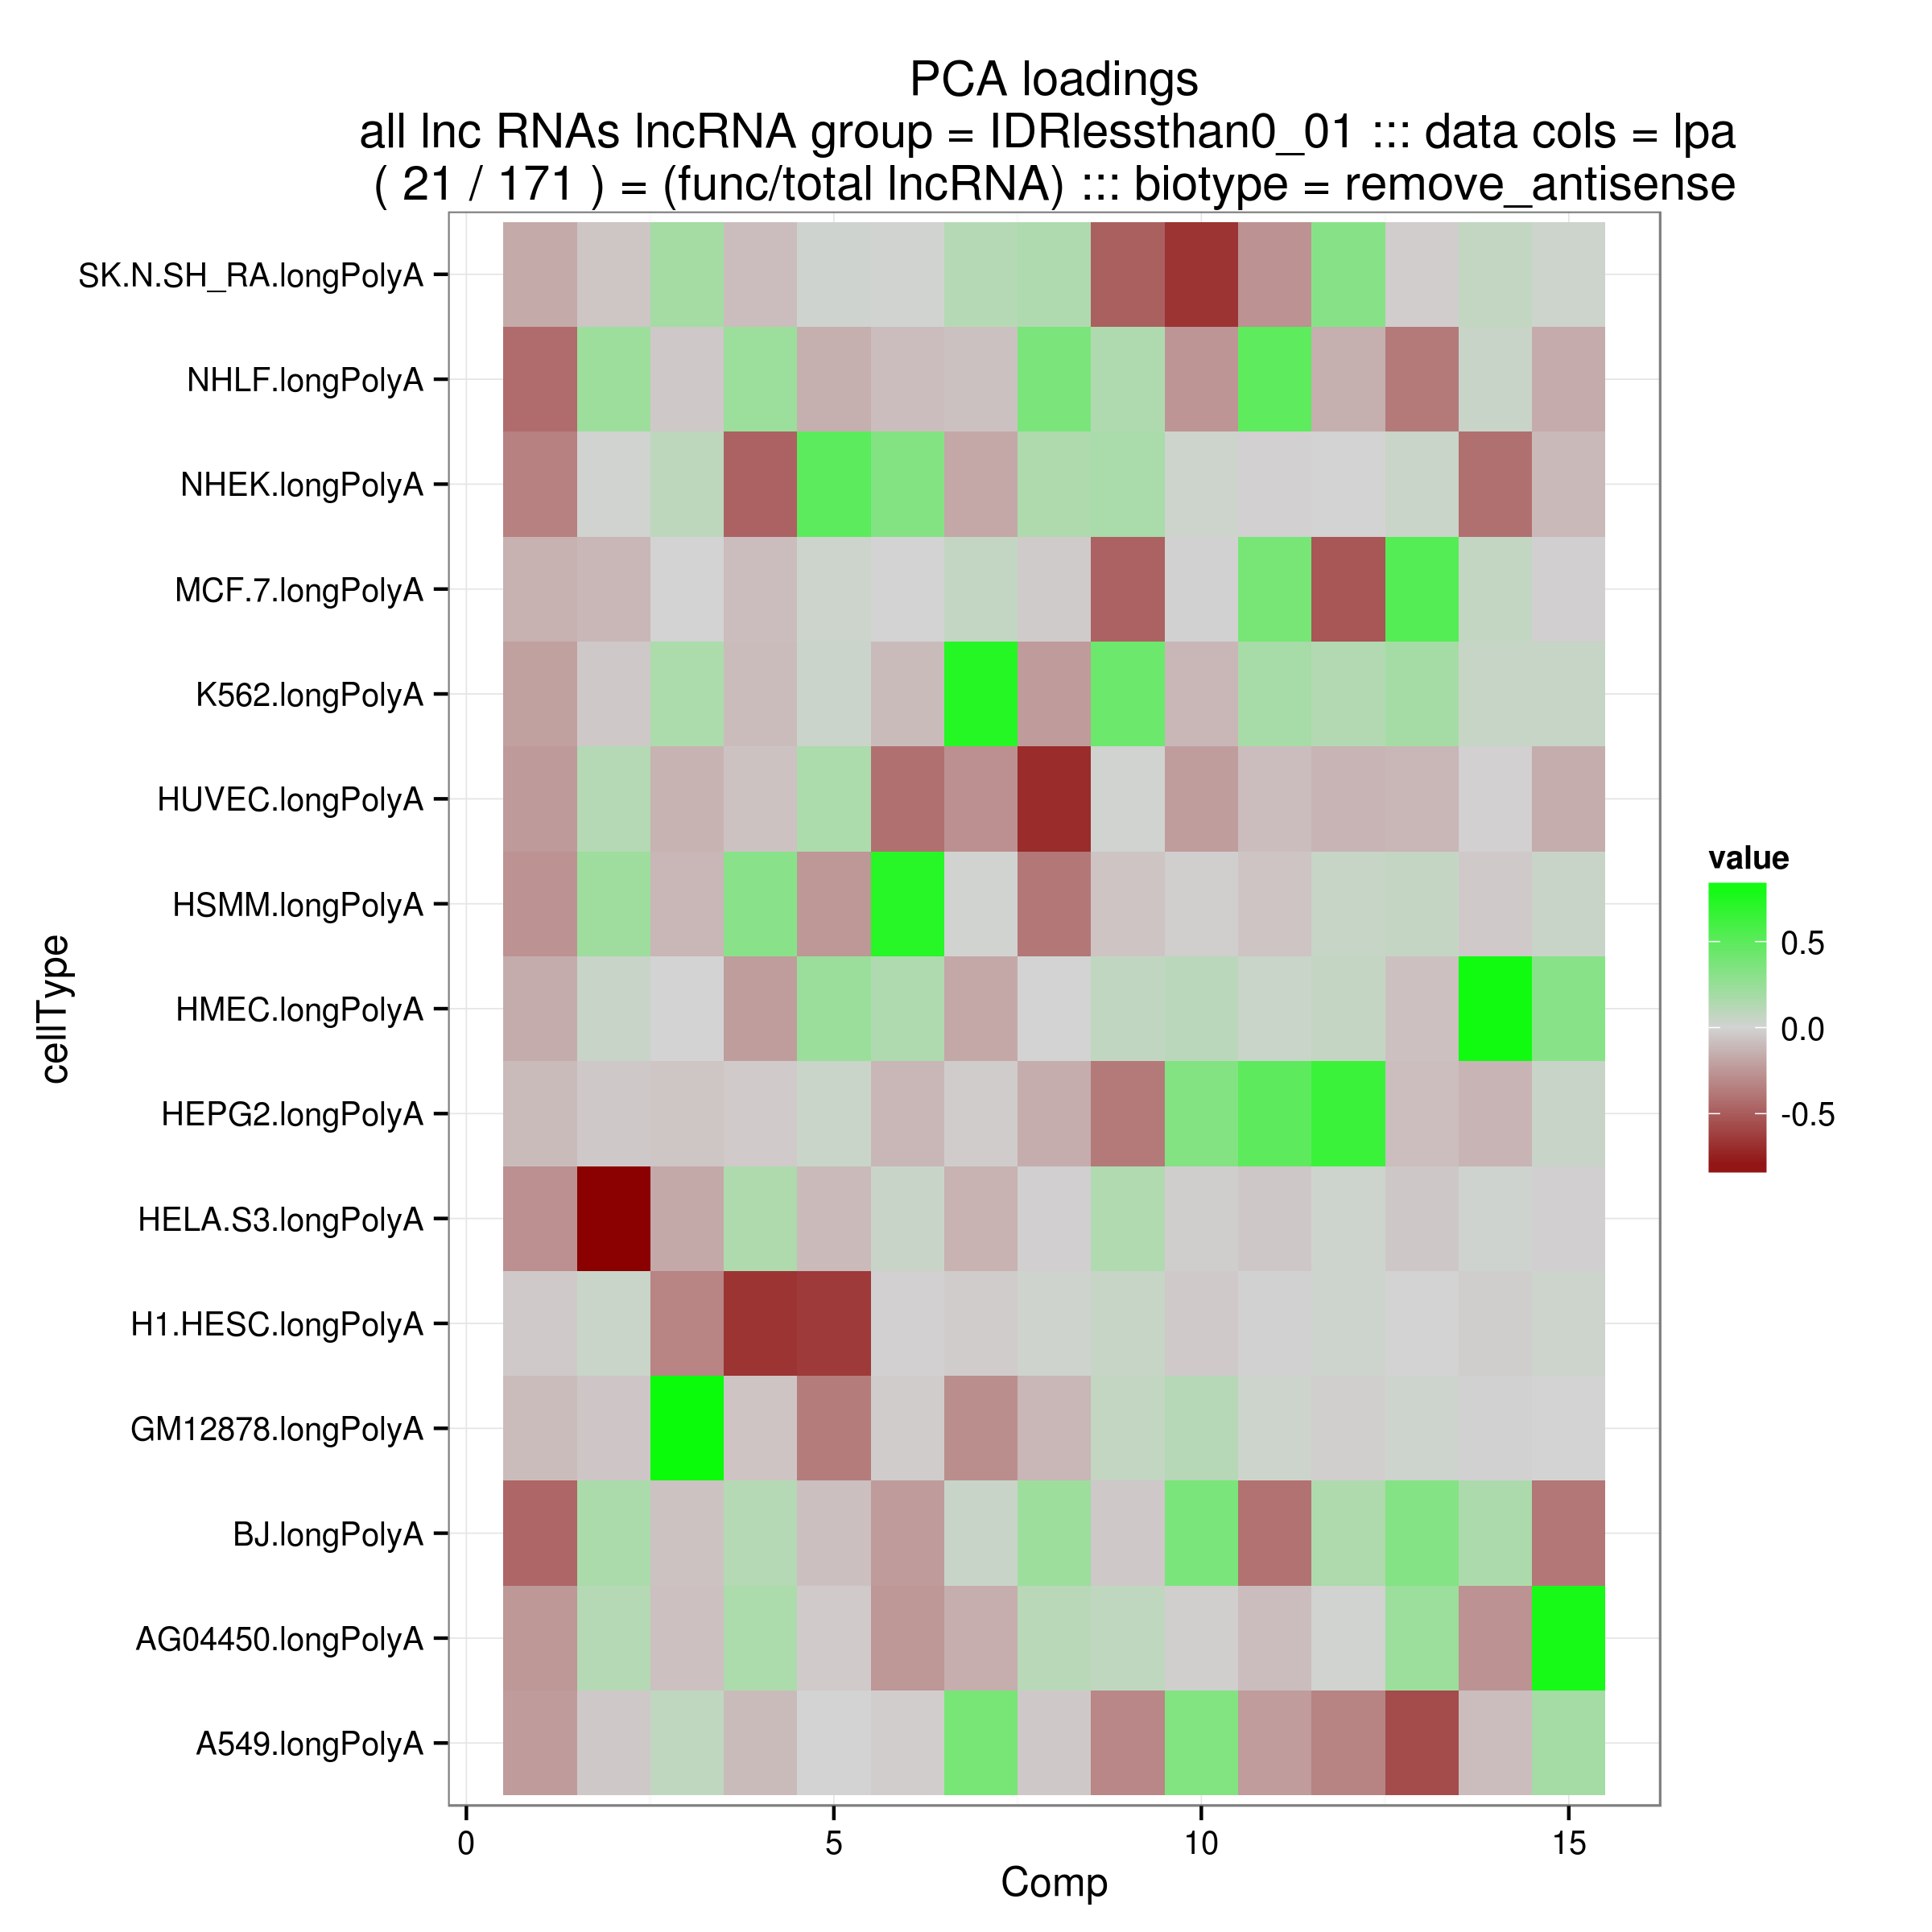 PCA loadings
all lnc RNAs lncRNA group = IDRlessthan0_01 ::: data cols = lpa
( 21 / 171 ) = (func/total lncRNA) ::: biotype = remove_antisense
cellType
SK.N.SH_RA.longPolyA
NHLF.longPolyA
NHEK.longPolyA
MCF.7.longPolyA
K562.longPolyA
HUVEC.longPolyA
HSMM.longPolyA
HMEC.longPolyA
HEPG2.longPolyA
HELA.S3.longPolyA
H1.HESC.longPolyA
GM12878.longPolyA
BJ.longPolyA
AG04450.longPolyA
A549.longPolyA
0 5 10 15
Comp
value
0.5
0.0
-0.5